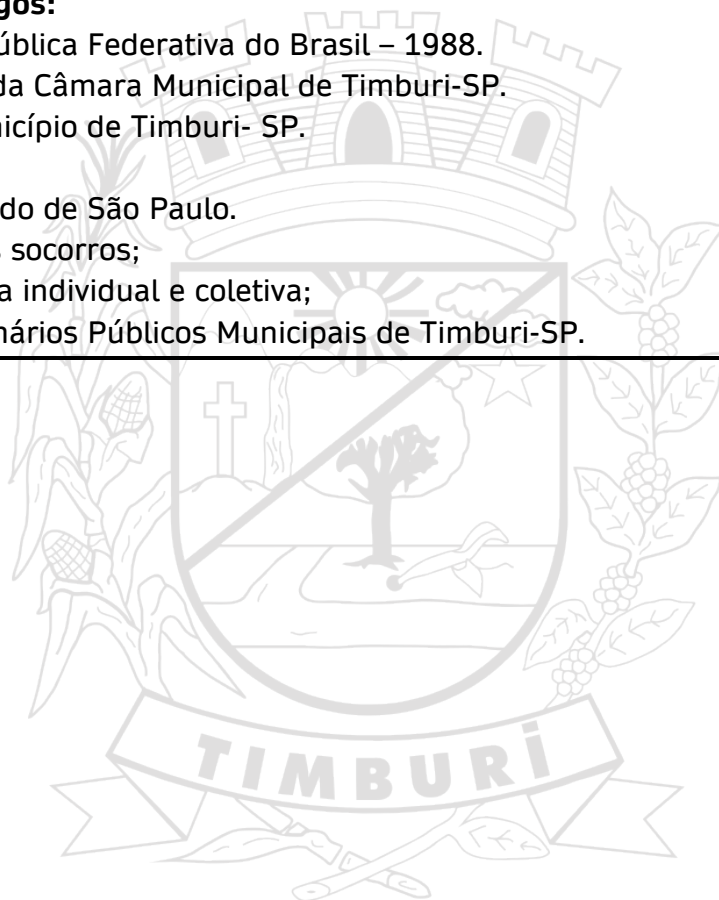 gos:
ública Federativa do Brasil – 1988.
da Câmara Municipal de Timburi-SP.
nicípio de Timburi- SP.
do de São Paulo.
s socorros;
a individual e coletiva;
nários Públicos Municipais de Timburi-SP.
TIMBURI